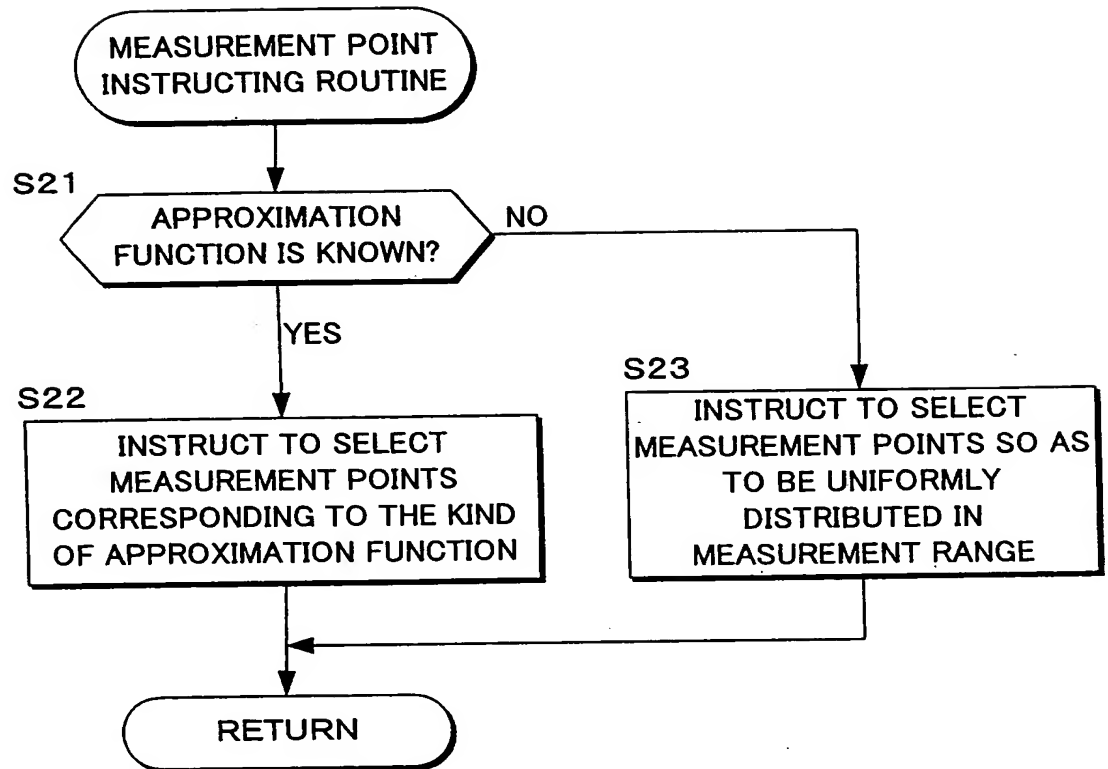 MEASUREMENT POINT
INSTRUCTING ROUTINE
S21
APPROXIMATION
FUNCTION IS KNOWN?
NO
YES
S22
INSTRUCT TO SELECT
MEASUREMENT POINTS
CORRESPONDING TO THE KIND
OF APPROXIMATION FUNCTION
S23
INSTRUCT TO SELECT
MEASUREMENT POINTS SO AS
TO BE UNIFORMLY
DISTRIBUTED IN
MEASUREMENT RANGE
RETURN